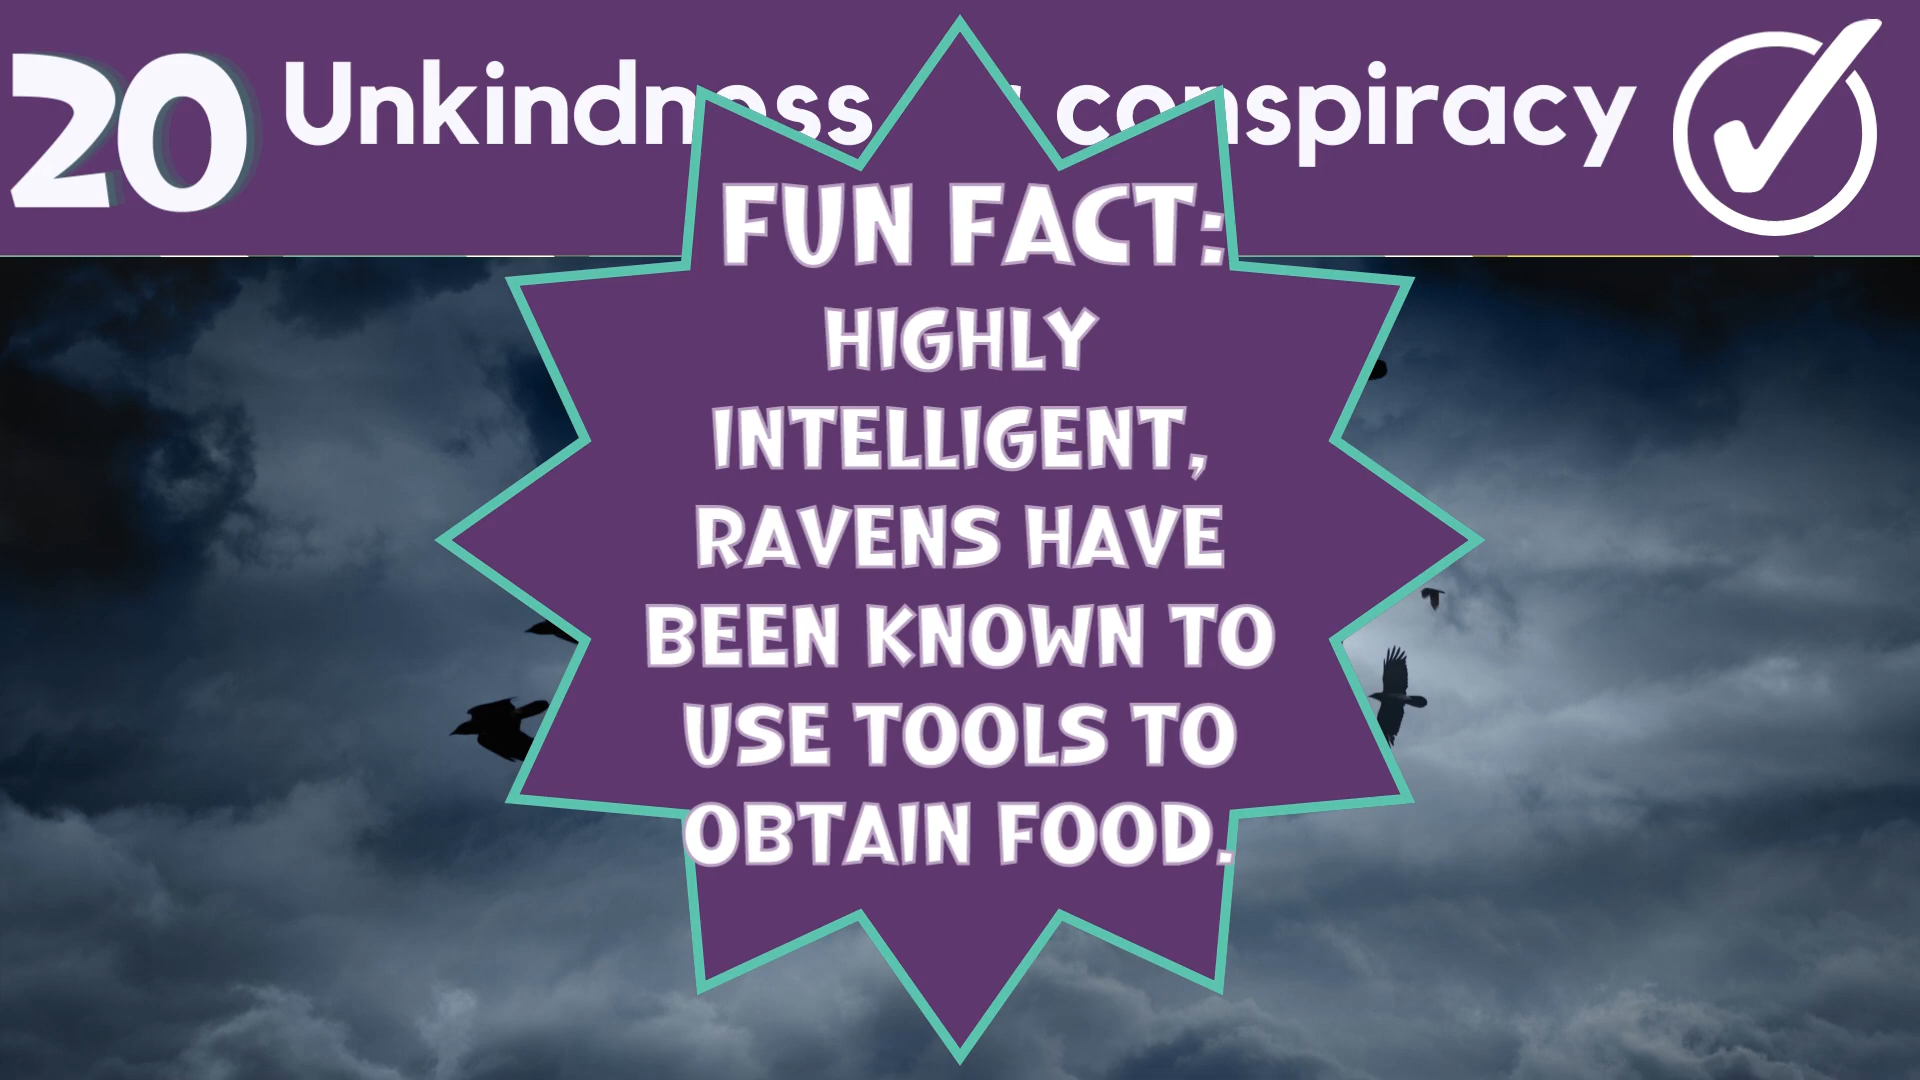 20 Unkindness conspiracy
FUN FACT:
HIGHLY
INTELLIGENT,
RAVENS HAVE
BEEN KNOWN TO
USE TOOLS TO
OBTAIN FOOD.